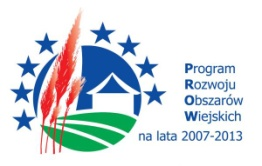 Program
Rozwoju
Obszarów
Wiejskich
na lata 2007-2013